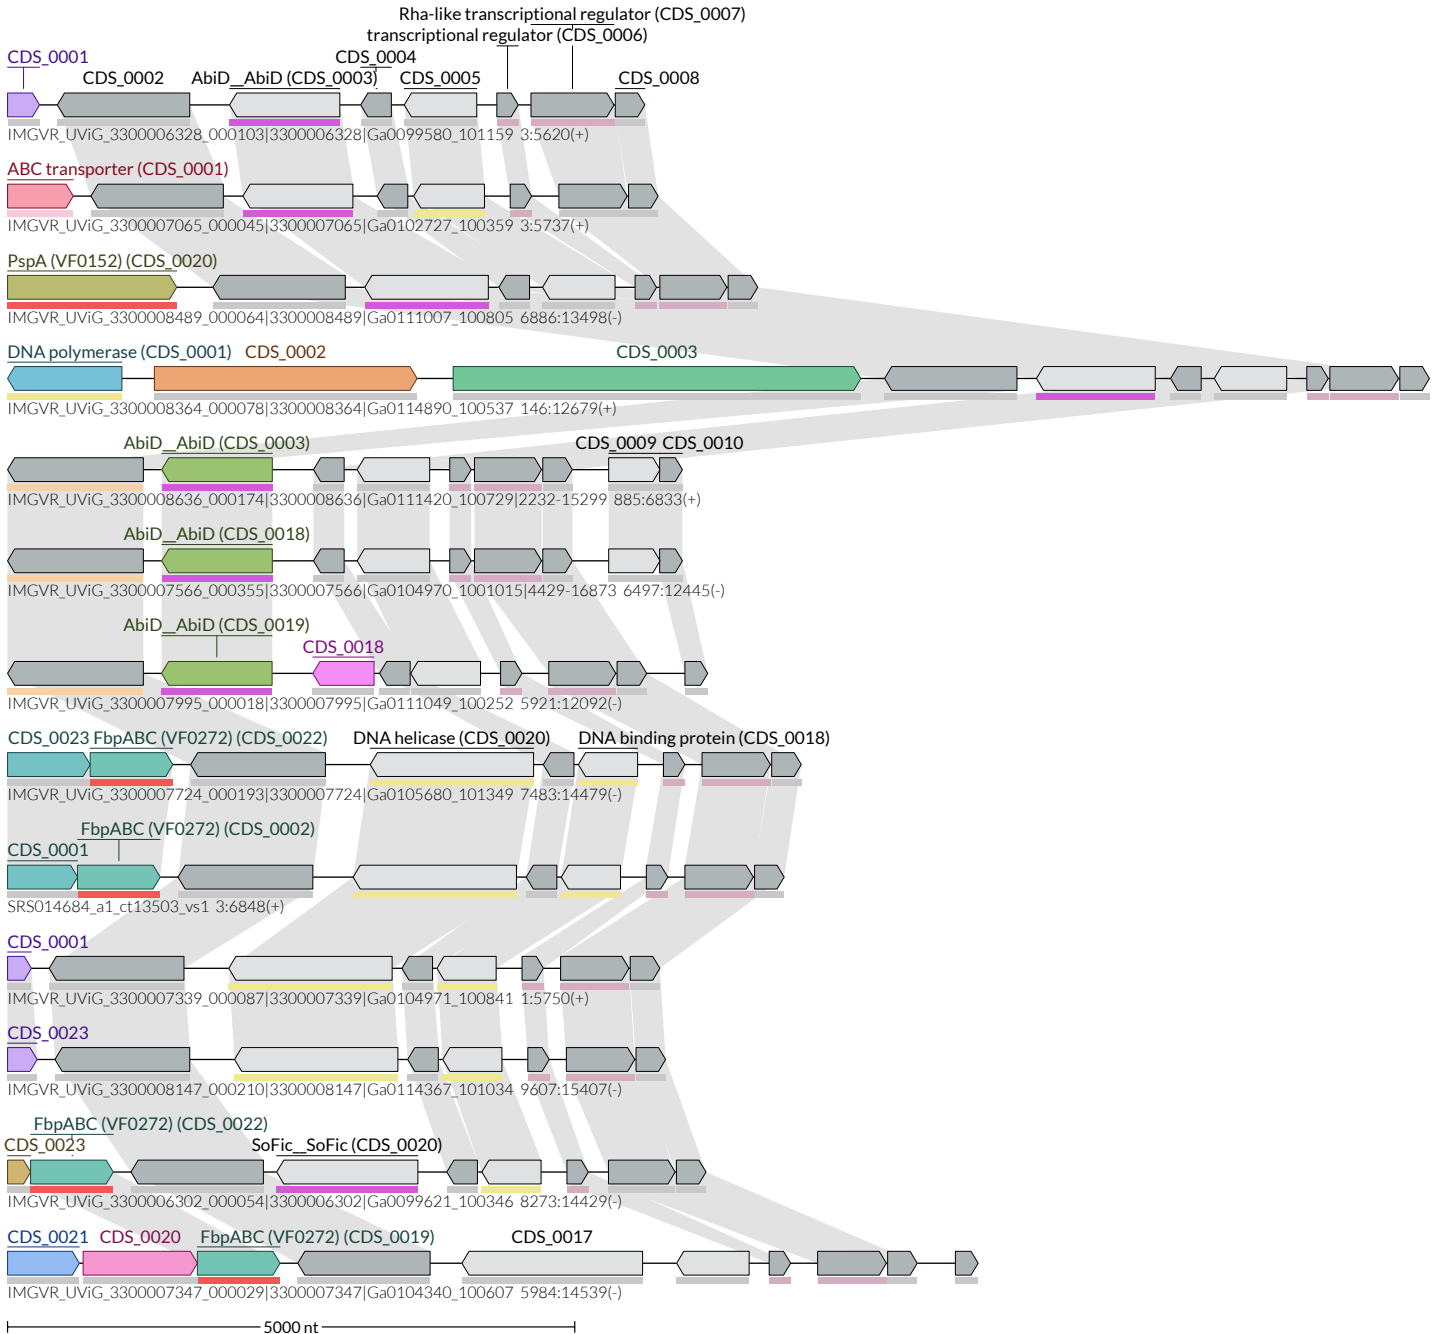 Rha-like transcriptional regulator (CDS_0007)
transcriptional regulator (CDS_0006)
CDS_0001 CDS_0004
CDS_0002 AbiD__AbiD (CDS_0003) CDS_0005 CDS_0008
IMGVR_UViG_3300006328_000103|3300006328|Ga0099580_101159 3:5620(+)
ABC transporter (CDS_0001)
IMGVR_UViG_3300007065_000045|3300007065|Ga0102727_100359 3:5737(+)
PspA (VF0152) (CDS_0020)
IMGVR_UViG_3300008489_000064|3300008489|Ga0111007_100805 6886:13498(-)
DNA polymerase (CDS_0001) CDS_0002 CDS_0003
IMGVR_UViG_3300008364_000078|3300008364|Ga0114890_100537 146:12679(+)
AbiD__AbiD (CDS_0003) CDS_0009 CDS_0010
IMGVR_UViG_3300008636_000174|3300008636|Ga0111420_100729|2232-15299 885:6833(+)
AbiD__AbiD (CDS_0018)
IMGVR_UViG_3300007566_000355|3300007566|Ga0104970_1001015|4429-16873 6497:12445(-)
AbiD__AbiD (CDS_0019)
CDS_0018
IMGVR_UViG_3300007995_000018|3300007995|Ga0111049_100252 5921:12092(-)
CDS_0023 FbpABC (VF0272) (CDS_0022) DNA helicase (CDS_0020) DNA binding protein (CDS_0018)
IMGVR_UViG_3300007724_000193|3300007724|Ga0105680_101349 7483:14479(-)
FbpABC (VF0272) (CDS_0002)
CDS_0001
SRS014684_a1_ct13503_vs1 3:6848(+)
CDS_0001
IMGVR_UViG_3300007339_000087|3300007339|Ga0104971_100841 1:5750(+)
CDS_0023
IMGVR_UViG_3300008147_000210|3300008147|Ga0114367_101034 9607:15407(-)
FbpABC (VF0272) (CDS_0022)
CDS_0023 SoFic__SoFic (CDS_0020)
IMGVR_UViG_3300006302_000054|3300006302|Ga0099621_100346 8273:14429(-)
CDS_0021 CDS_0020 FbpABC (VF0272) (CDS_0019) CDS_0017
IMGVR_UViG_3300007347_000029|3300007347|Ga0104340_100607 5984:14539(-)
5000 nt